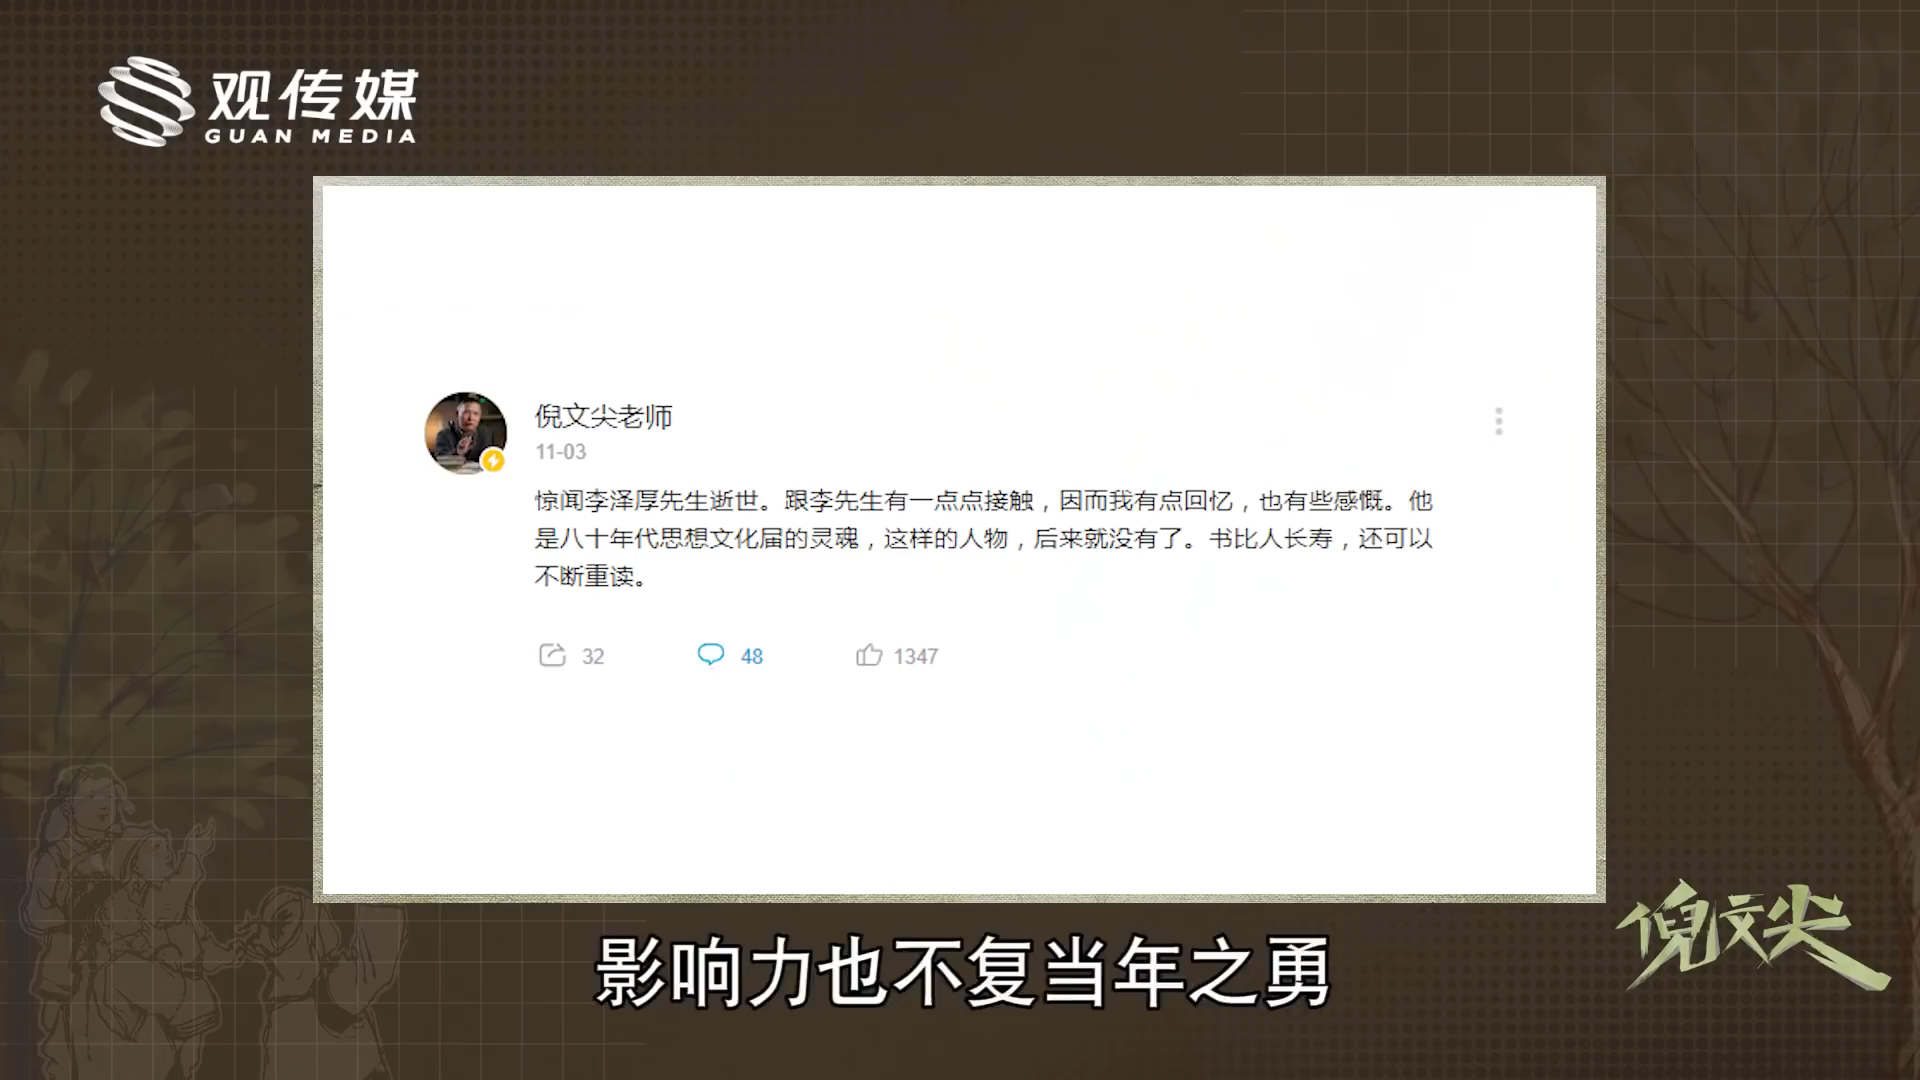 观传媒
GUAN MEDIA
倪文尖老师
11-03
惊闻李泽厚先生逝世。跟李先生有一点点接触，因而我有点回忆，也有些感慨。他
是八十年代思想文化届的灵魂，这样的人物，后来就没有了。书比人长寿，还可以
不断重读。
32 48 1347
倪文尖
影响力也不复当年之勇